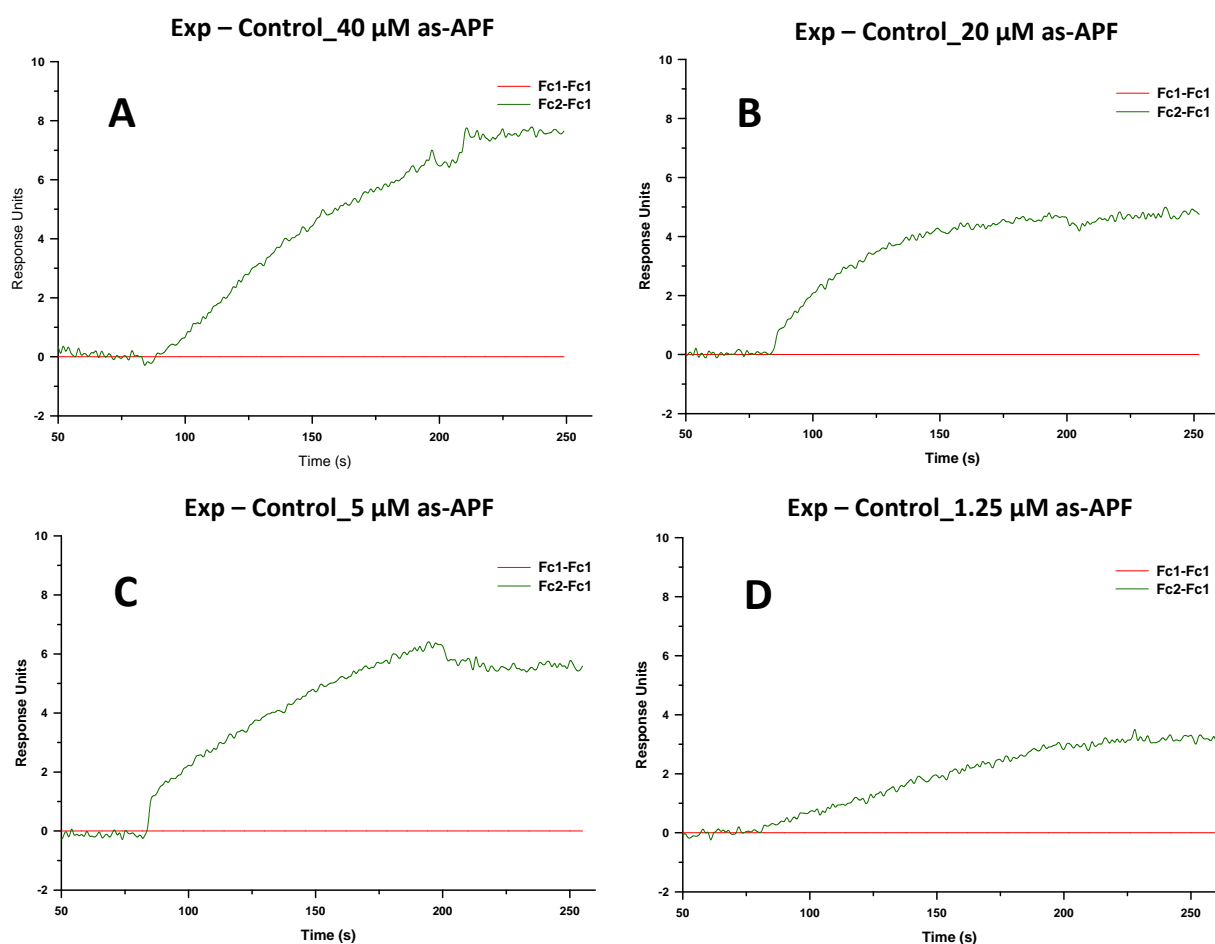 Exp – Control_40 µM as-APF
10
8
6
4
2
0
-2
Response Units
A
Fc1-Fc1
Fc2-Fc1
50
100
150
200
250
Time (s)
Exp – Control_20 µM as-APF
10
8
6
4
2
0
-2
Response Units
B
Fc1-Fc1
Fc2-Fc1
50
100
150
200
250
Time (s)
Exp – Control_5 µM as-APF
10
8
6
4
2
0
-2
Response Units
C
Fc1-Fc1
Fc2-Fc1
50
100
150
200
250
Time (s)
Exp – Control_1.25 µM as-APF
10
8
6
4
2
0
-2
Response Units
D
Fc1-Fc1
Fc2-Fc1
50
100
150
200
250
Time (s)